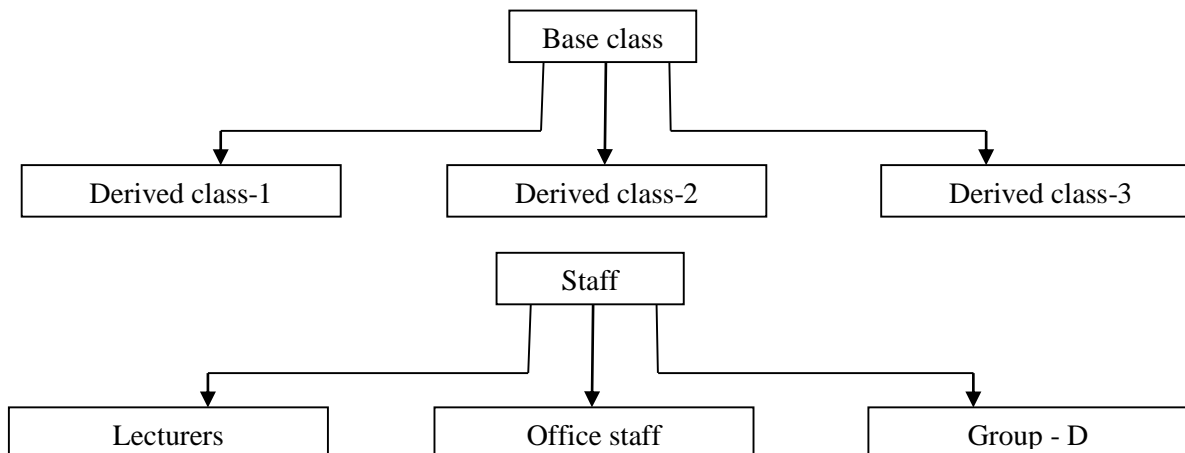 Base class
Derived class-1 Derived class-2 Derived class-3
Staff
Lecturers Office staff Group - D